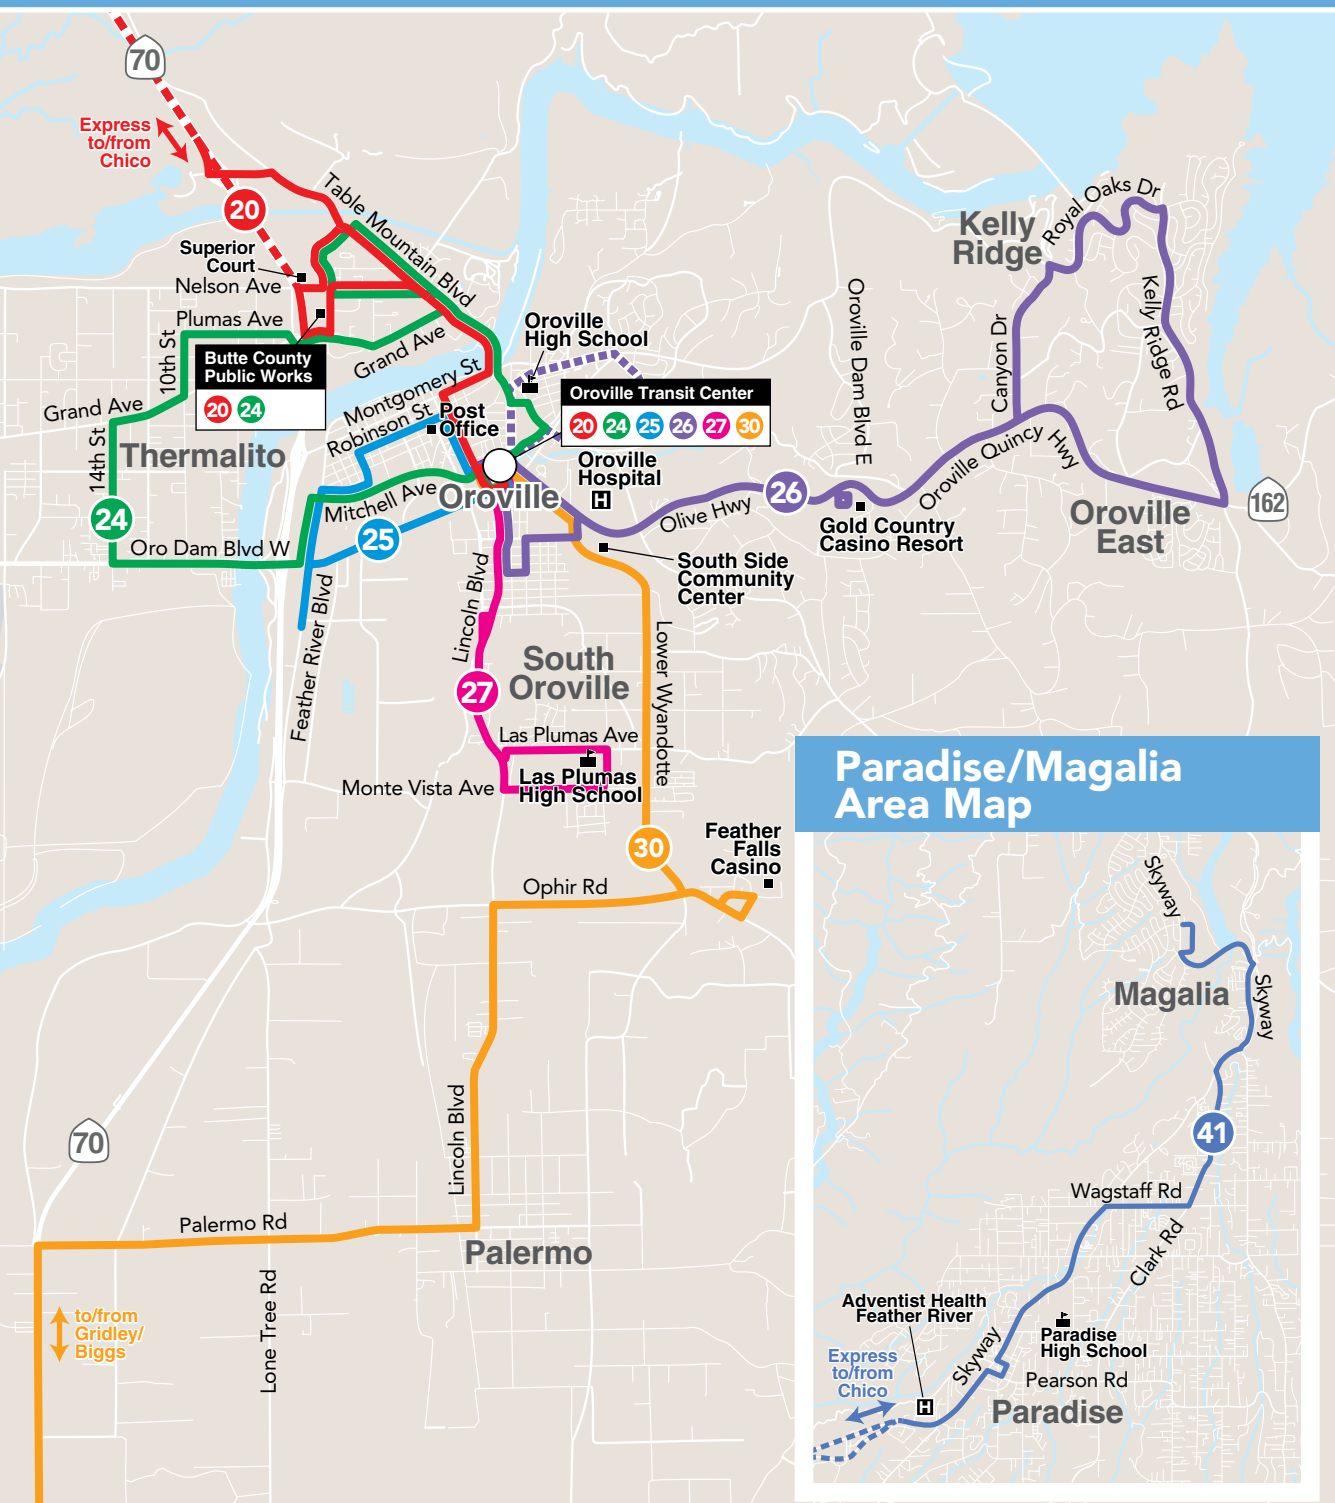 70
Express
to/from
Chico
20
Table Mountain Blvd
Superior
Court
Nelson Ave
Plumas Ave
10th St
Grand Ave
Butte County
Public Works
20 24
Grand Ave
14th St
Thermalito
24
Oro Dam Blvd W
Montgomery St
Robinson St
Post
Office
Mitchell Ave
25
Oroville
Oroville
High School
Oroville Transit Center
20 24 25 26 27 30
Oroville
Hospital
H
Olive Hwy
26
Oroville Dam Blvd E
Gold Country
Casino Resort
Oroville Quincy Hwy
Kelly
Ridge
Royal Oaks Dr
Canyon Dr
Kelly Ridge Rd
Oroville
East
162
South Side
Community
Center
Feather River Blvd
Lincoln Blvd
South
Oroville
27
Lower Wyandotte
Las Plumas Ave
Las Plumas
High School
Monte Vista Ave
30
Feather
Falls
Casino
Ophir Rd
Lincoln Blvd
70
Palermo Rd
Palermo
Lone Tree Rd
to/from
Gridley/
Biggs
Paradise/Magalia
Area Map
Skyway
Magalia
Skyway
41
Wagstaff Rd
Clark Rd
Adventist Health
Feather River
Paradise
High School
Skyway
Express
to/from
Chico
Pearson Rd
H
Paradise